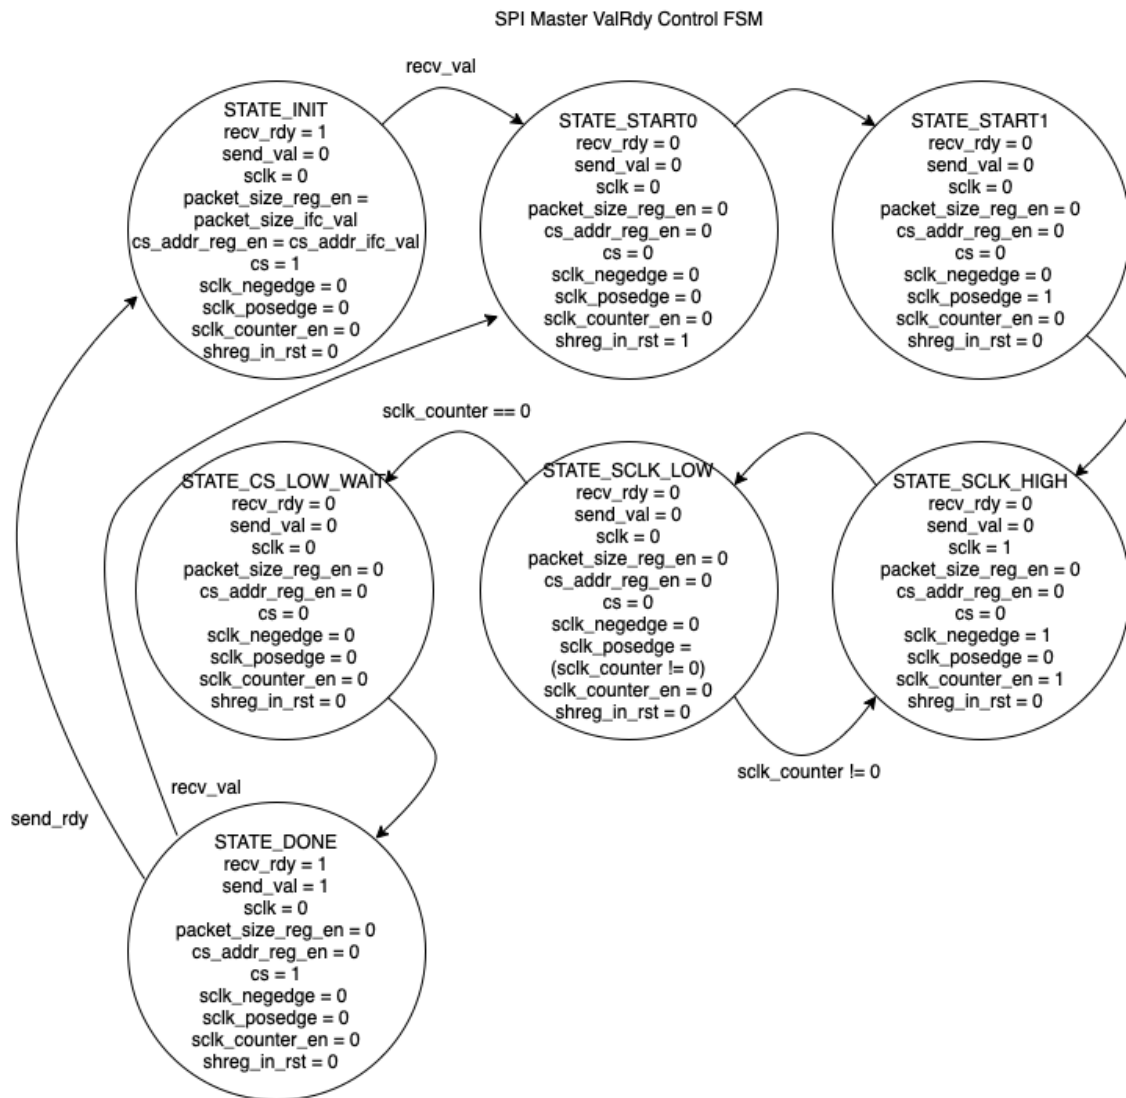 SPI Master ValRdy Control FSM
recv_val
STATE_INIT
recv_rdy = 1
send_val = 0
sclk = 0
packet_size_reg_en =
packet_size_ifc_val
cs_addr_reg_en = cs_addr_ifc_val
cs = 1
sclk_negedge = 0
sclk_posedge = 0
sclk_counter_en = 0
shreg_in_rst = 0
STATE_START0
recv_rdy = 0
send_val = 0
sclk = 0
packet_size_reg_en = 0
cs_addr_reg_en = 0
cs = 0
sclk_negedge = 0
sclk_posedge = 0
sclk_counter_en = 0
shreg_in_rst = 1
STATE_START1
recv_rdy = 0
send_val = 0
sclk = 0
packet_size_reg_en = 0
cs_addr_reg_en = 0
cs = 0
sclk_negedge = 0
sclk_posedge = 1
sclk_counter_en = 0
shreg_in_rst = 0
sclk_counter == 0
STATE_CS_LOW_WAIT
recv_rdy = 0
send_val = 0
sclk = 0
packet_size_reg_en = 0
cs_addr_reg_en = 0
cs = 0
sclk_negedge = 0
sclk_posedge = 0
sclk_counter_en = 0
shreg_in_rst = 0
STATE_SCLK_LOW
recv_rdy = 0
send_val = 0
sclk = 0
packet_size_reg_en = 0
cs_addr_reg_en = 0
cs = 0
sclk_negedge = 0
sclk_posedge =
(sclk_counter != 0)
sclk_counter_en = 0
shreg_in_rst = 0
STATE_SCLK_HIGH
recv_rdy = 0
send_val = 0
sclk = 1
packet_size_reg_en = 0
cs_addr_reg_en = 0
cs = 0
sclk_negedge = 1
sclk_posedge = 0
sclk_counter_en = 1
shreg_in_rst = 0
sclk_counter != 0
recv_val
send_rdy
STATE_DONE
recv_rdy = 1
send_val = 1
sclk = 0
packet_size_reg_en = 0
cs_addr_reg_en = 0
cs = 1
sclk_negedge = 0
sclk_posedge = 0
sclk_counter_en = 0
shreg_in_rst = 0